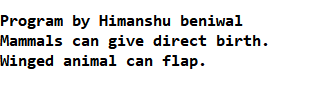 Program by Himanshu beniwal
Mammals can give direct birth.
Winged animal can flap.